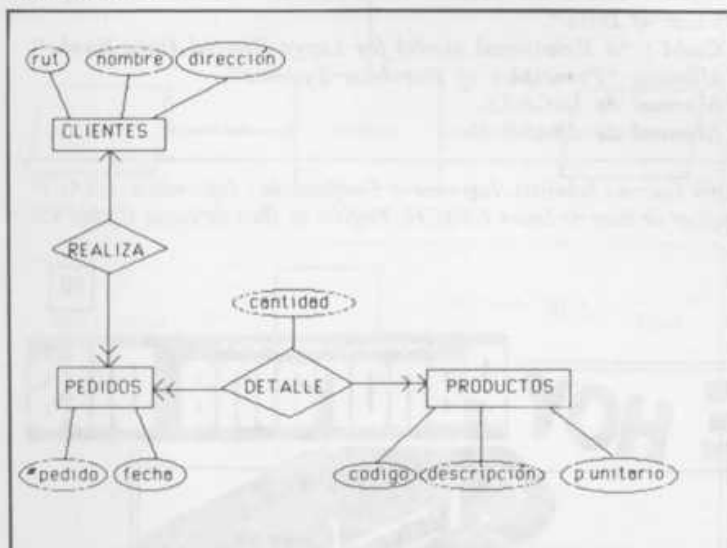 rut nombre dirección
CLIENTES
REALIZA
cantidad
PEDIDOS DETALLE PRODUCTOS
#pedido fecha codigo descripción p.unitario